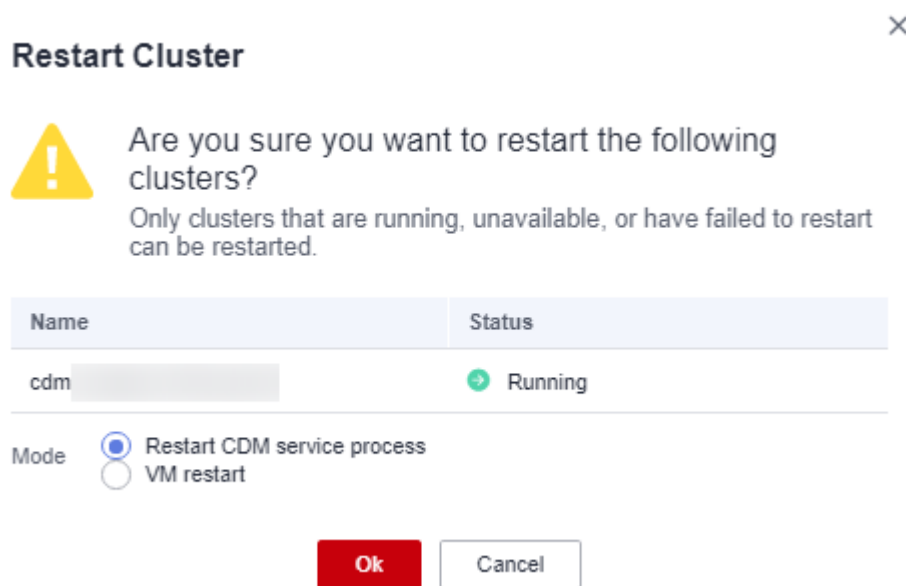 Restart Cluster
Are you sure you want to restart the following
clusters?
Only clusters that are running, unavailable, or have failed to restart
can be restarted.
Name Status
cdm Running
Mode Restart CDM service process
VM restart
Ok Cancel